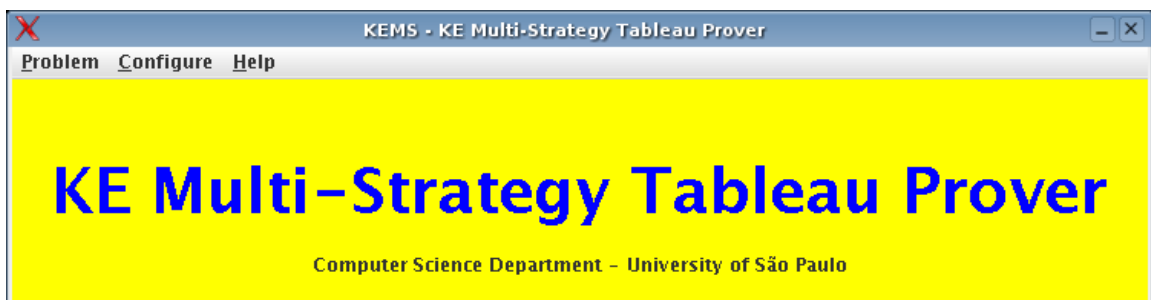 KEMS - KE Multi-Strategy Tableau Prover
Problem Configure Help
KE Multi-Strategy Tableau Prover
Computer Science Department - University of São Paulo